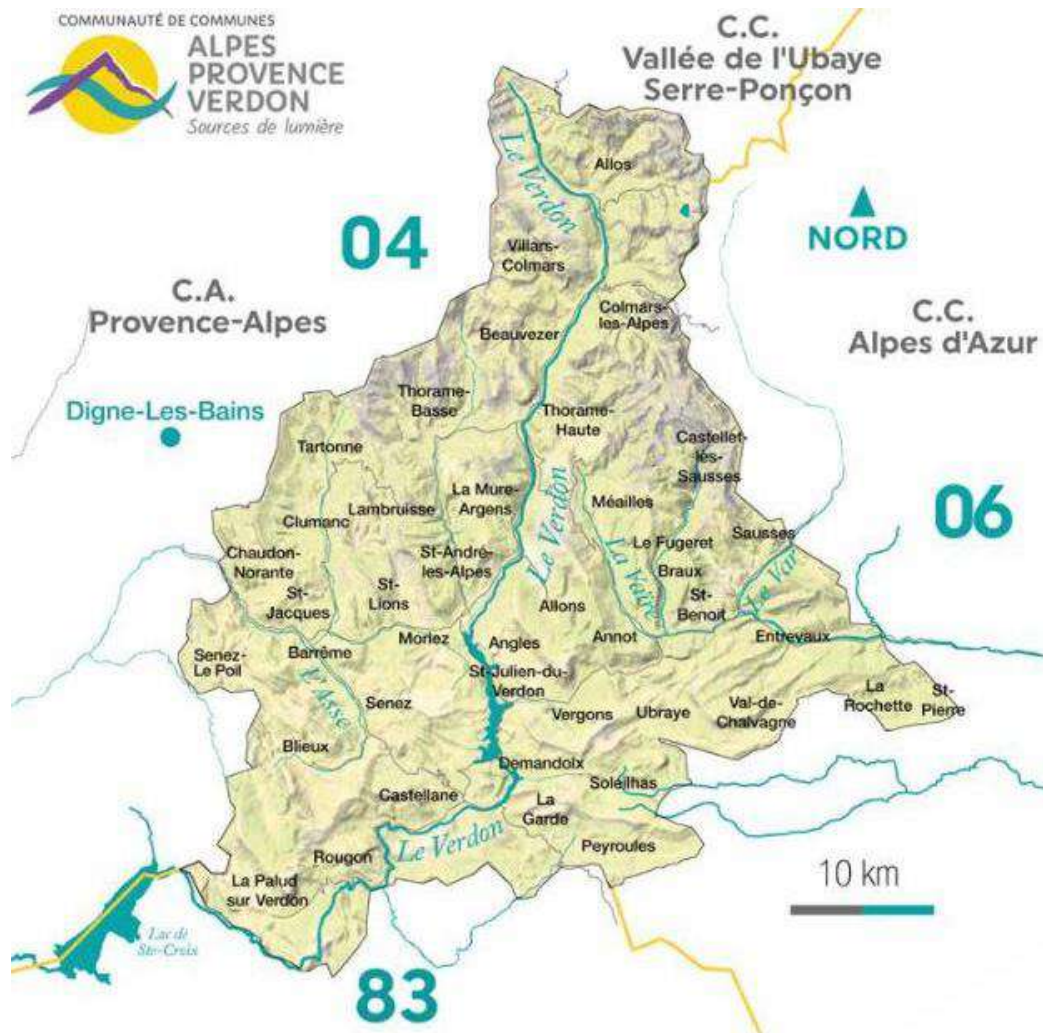 COMMUNAUTÉ DE COMMUNES
ALPES
PROVENCE
VERDON
Sources de lumière
C.C.
Vallée de l'Ubaye
Serre-Ponçon
Le Verdon
Allos
04
NORD
Villars-
Colmars
C.A.
Provence-Alpes
Colmars-
les-Alpes
C.C.
Alpes d'Azur
Beauvezer
Thorame-
Basse
Digne-Les-Bains
Thorame-
Haute
Tartonne
Castellet-
lès-
Sausses
La Mure-
Argens
Le Verdon
Méailles
Lambruisse
06
Clumanc
Sausses
Le Fugeret
La Vaïre
Chaudon-
Norante
St-André-
les-Alpes
Braux
Le Var
St-
Jacques
St-
Lions
Allons
St-
Benoit
Moriez
Angles
Annot
Entrevaux
Barrême
Senez-
Le Poil
L'Asse
St-Julien-du-
Verdon
Senez
Vergons
Ubraye
Val-de-
Chalvagne
La
Rochette
St-
Pierre
Blieux
Demandolx
Soleilhas
Castellane
La
Garde
Le Verdon
Peyroules
Rougon
La Palud
sur Verdon
10 km
Lac de
Ste-Croix
83